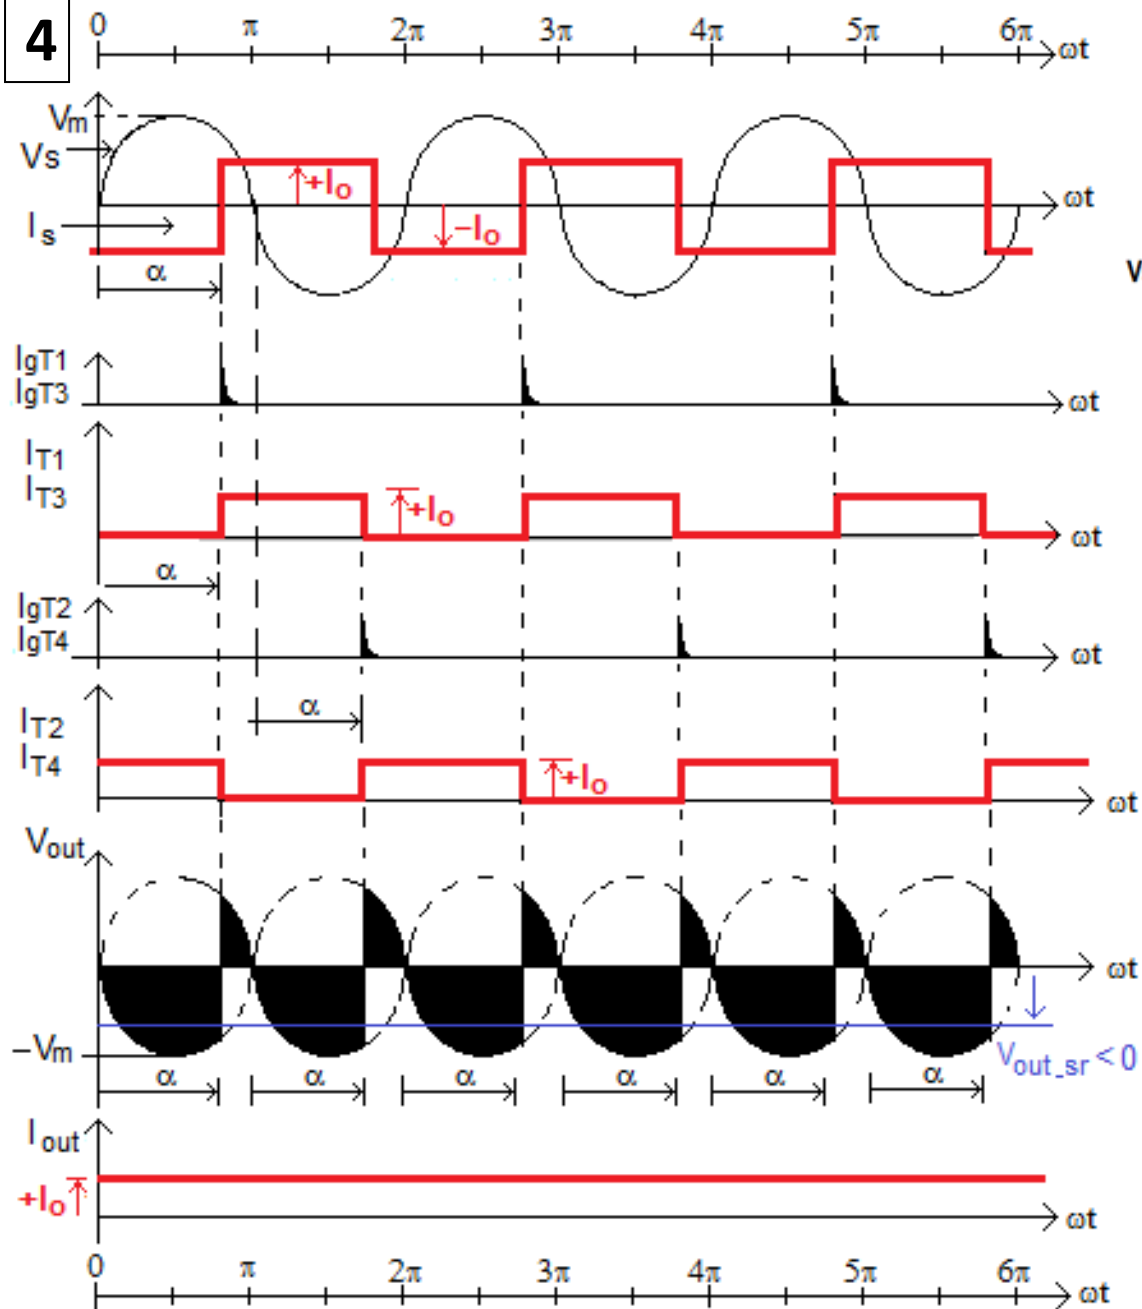 4
0 π 2π 3π 4π 5π 6π ωt
Vm
Vs
+Io
ωt
Is
−Io
α
V
IgT1
IgT3
ωt
IT1
IT3
+Io
ωt
α
IgT2
IgT4
ωt
α
IT2
IT4
+Io
ωt
Vout
ωt
−Vm
Vout_sr<0
α α α α α α
Iout
+Io
ωt
0 π 2π 3π 4π 5π 6π ωt